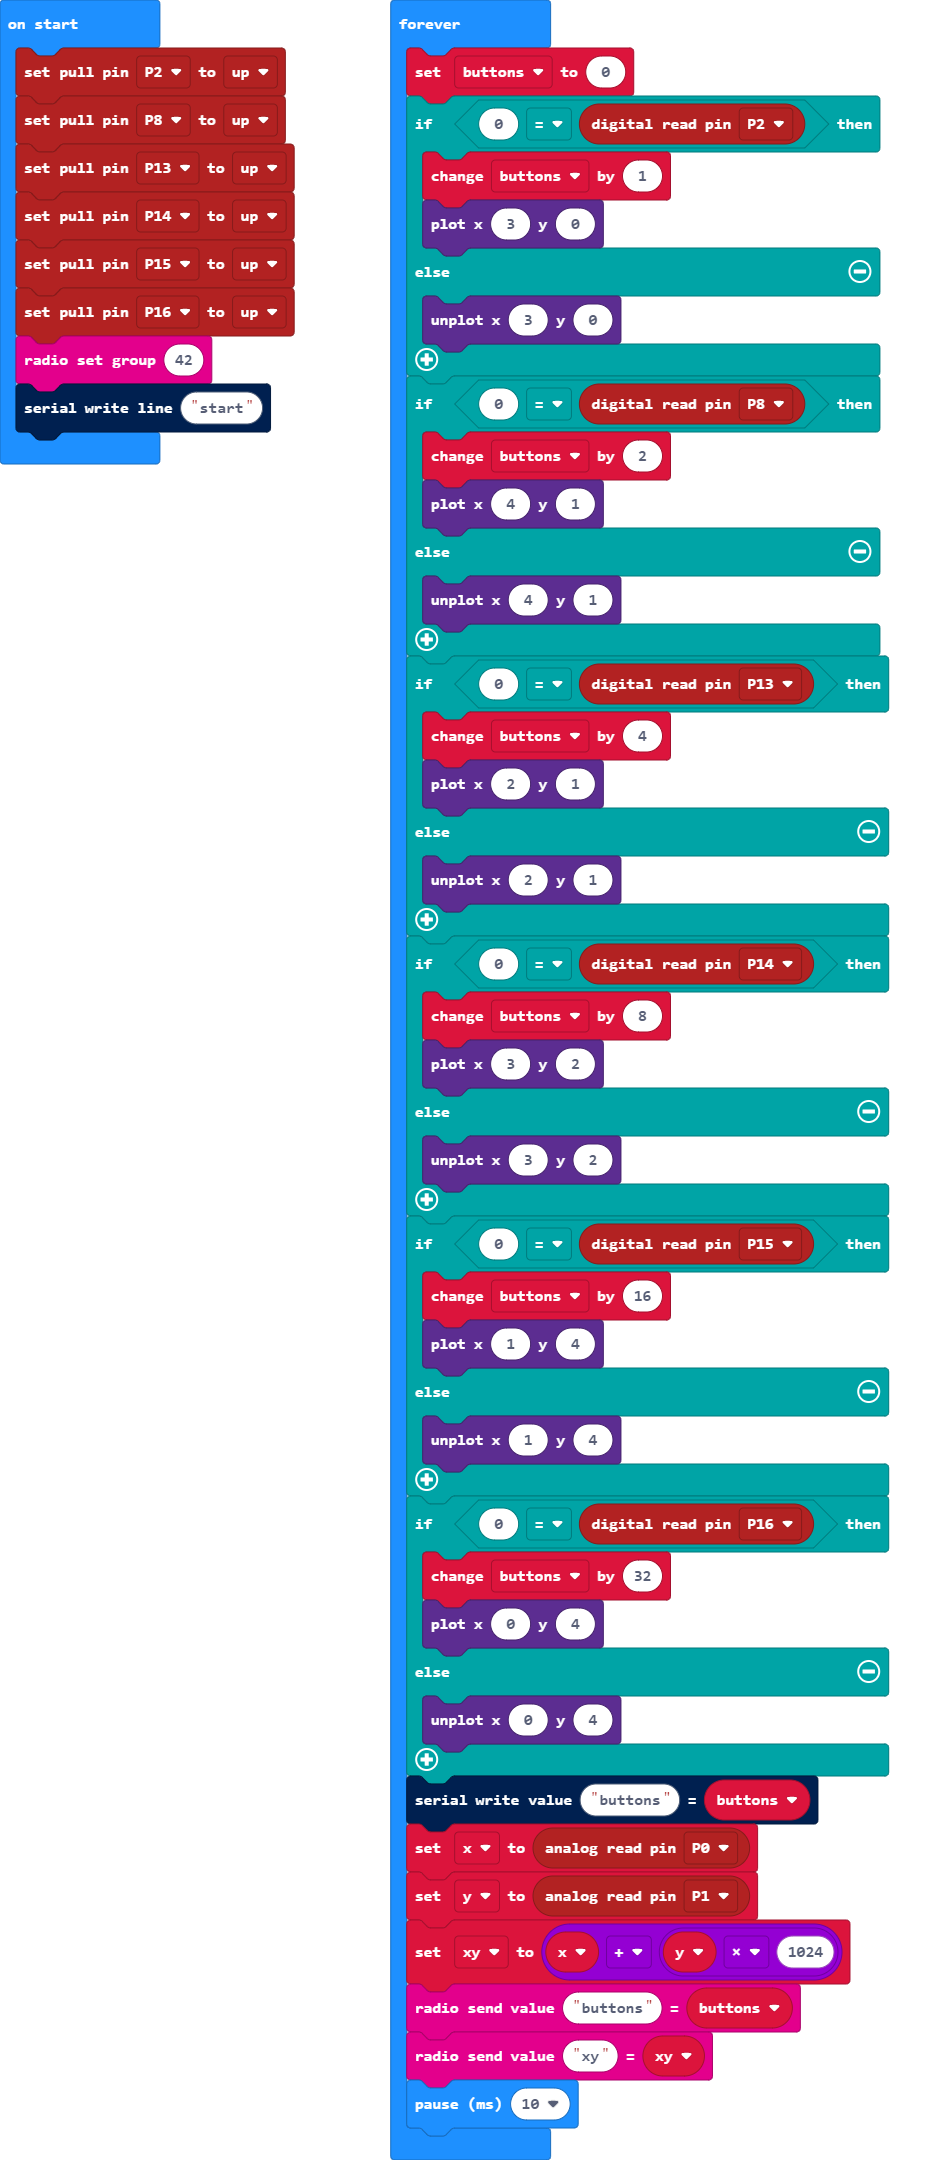 on start
set pull pin P2 to up
set pull pin P8 to up
set pull pin P13 to up
set pull pin P14 to up
set pull pin P15 to up
set pull pin P16 to up
radio set group 42
serial write line "start"
forever
set buttons to 0
if 0 = digital read pin P2 then
change buttons by 1
plot x 3 y 0
else
unplot x 3 y 0
if 0 = digital read pin P8 then
change buttons by 2
plot x 4 y 1
else
unplot x 4 y 1
if 0 = digital read pin P13 then
change buttons by 4
plot x 2 y 1
else
unplot x 2 y 1
if 0 = digital read pin P14 then
change buttons by 8
plot x 3 y 2
else
unplot x 3 y 2
if 0 = digital read pin P15 then
change buttons by 16
plot x 1 y 4
else
unplot x 1 y 4
if 0 = digital read pin P16 then
change buttons by 32
plot x 0 y 4
else
unplot x 0 y 4
serial write value "buttons" = buttons
set x to analog read pin P0
set y to analog read pin P1
set xy to x + y × 1024
radio send value "buttons" = buttons
radio send value "xy" = xy
pause (ms) 10